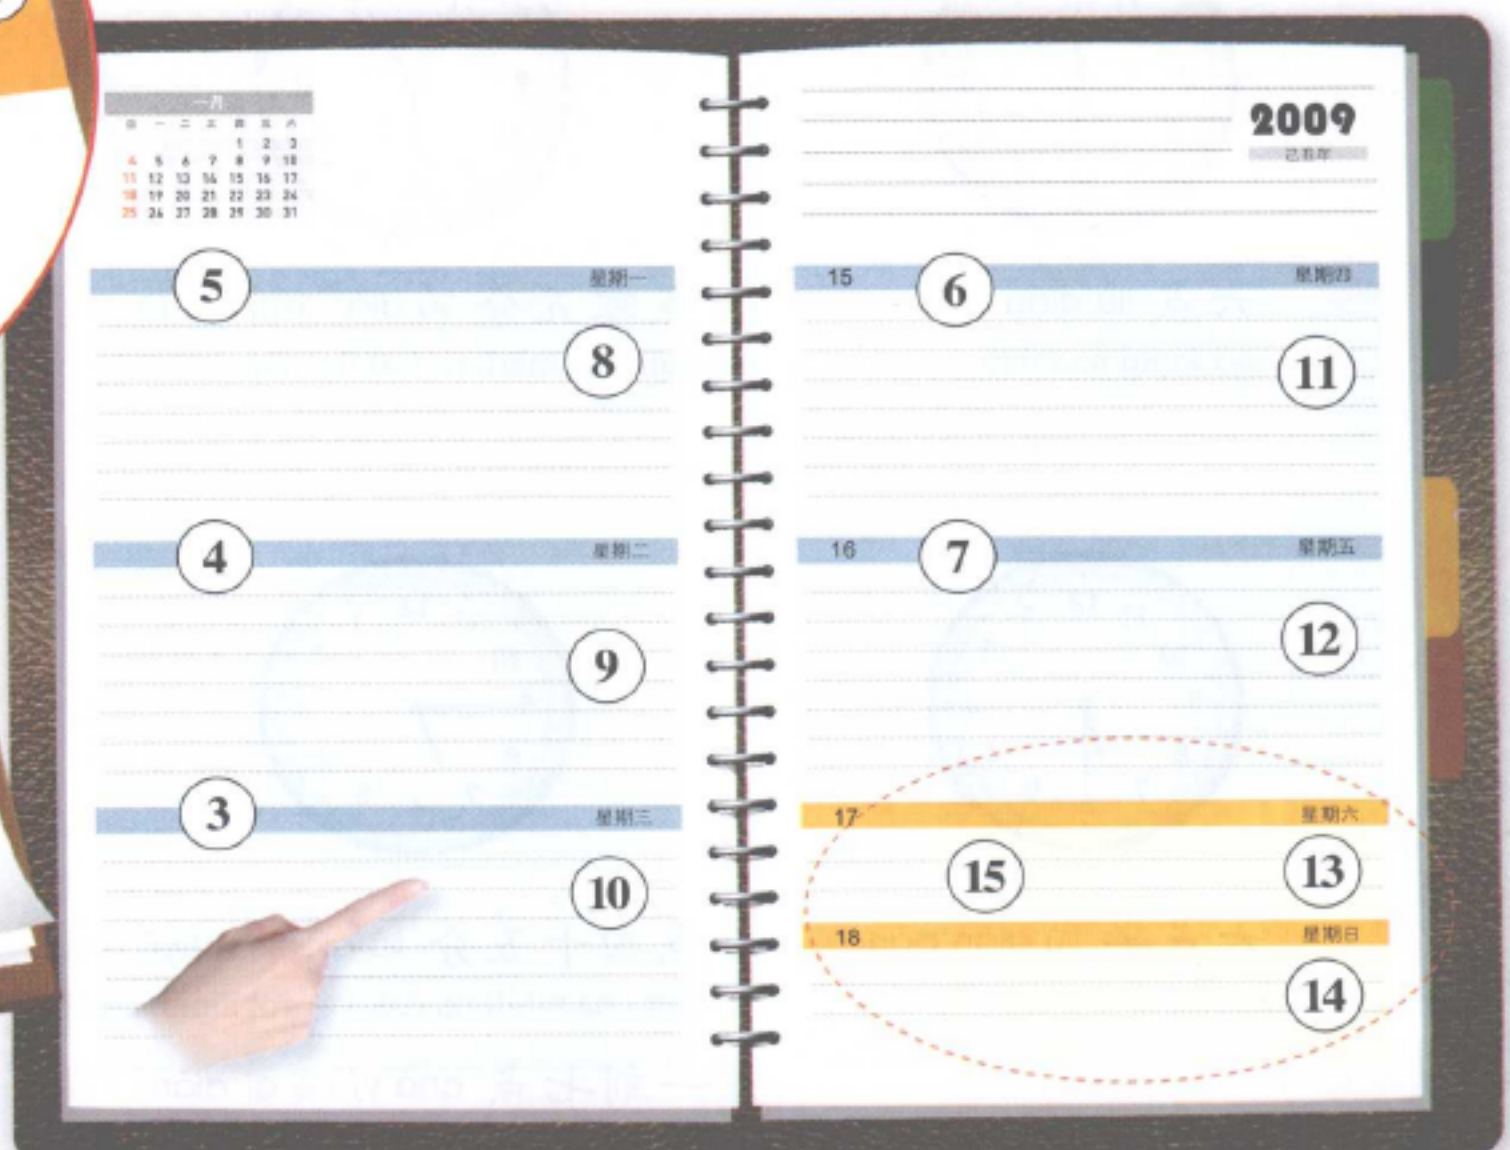 一月
日 一 二 三 四 五 六
1 2 3
4 5 6 7 8 9 10
11 12 13 14 15 16 17
18 19 20 21 22 23 24
25 26 27 28 29 30 31
5 星期一
8
4 星期二
9
3 星期三
10
2009
己丑年
15 6 星期四
11
16 7 星期五
12
17 星期六
15 13
18 星期日
14